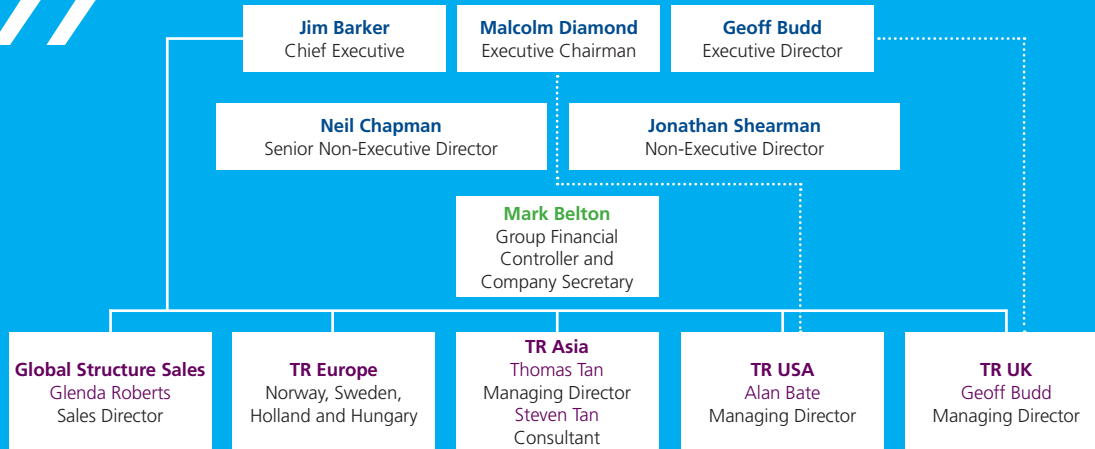 Jim Barker
Chief Executive
Malcolm Diamond
Executive Chairman
Geoff Budd
Executive Director
Neil Chapman
Senior Non-Executive Director
Jonathan Shearman
Non-Executive Director
Mark Belton
Group Financial
Controller and
Company Secretary
Global Structure Sales
Glenda Roberts
Sales Director
TR Europe
Norway, Sweden,
Holland and Hungary
TR Asia
Thomas Tan
Managing Director
Steven Tan
Consultant
TR USA
Alan Bate
Managing Director
TR UK
Geoff Budd
Managing Director